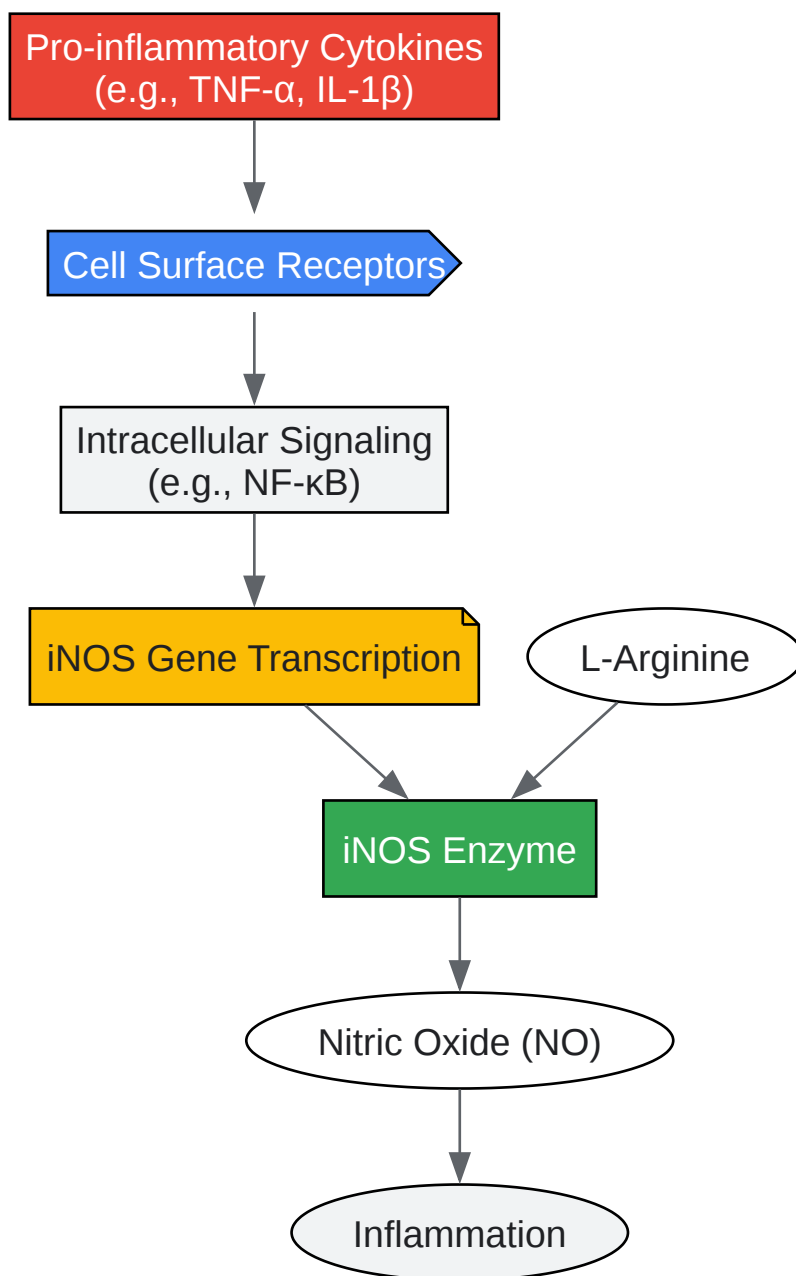 Pro-inflammatory Cytokines
(e.g., TNF-α, IL-1β)
Cell Surface Receptors
Intracellular Signaling
(e.g., NF-κB)
iNOS Gene Transcription
L-Arginine
iNOS Enzyme
Nitric Oxide (NO)
Inflammation